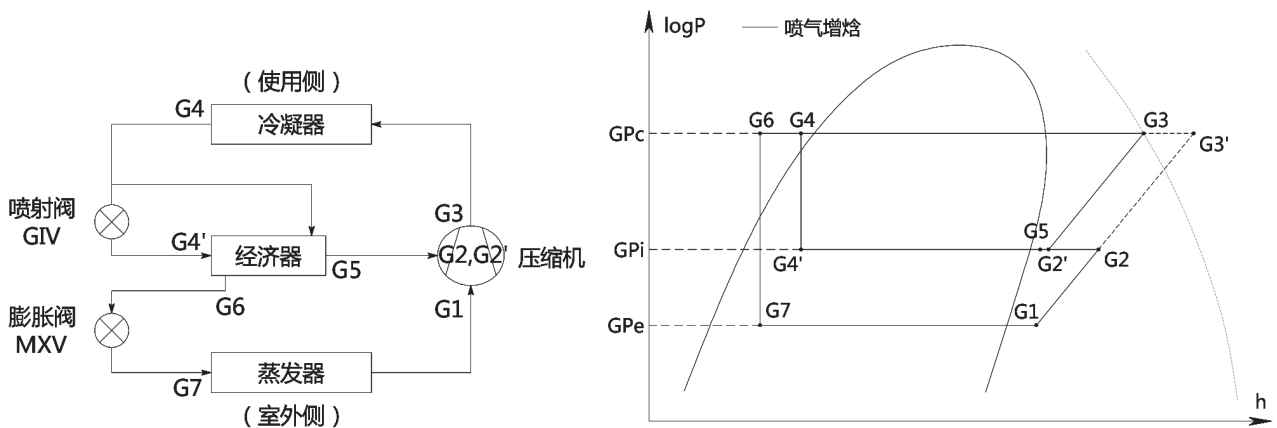 （使用侧）
G4
冷凝器
喷射阀
GIV
G4'
经济器
G5
G3
G2,G2'
压缩机
G6
G1
膨胀阀
MXV
G7
蒸发器
（室外侧）
logP
喷气增焓
GPc
G6
G4
G3
G3'
GPi
G4'
G5
G2'
G2
GPe
G7
G1
h